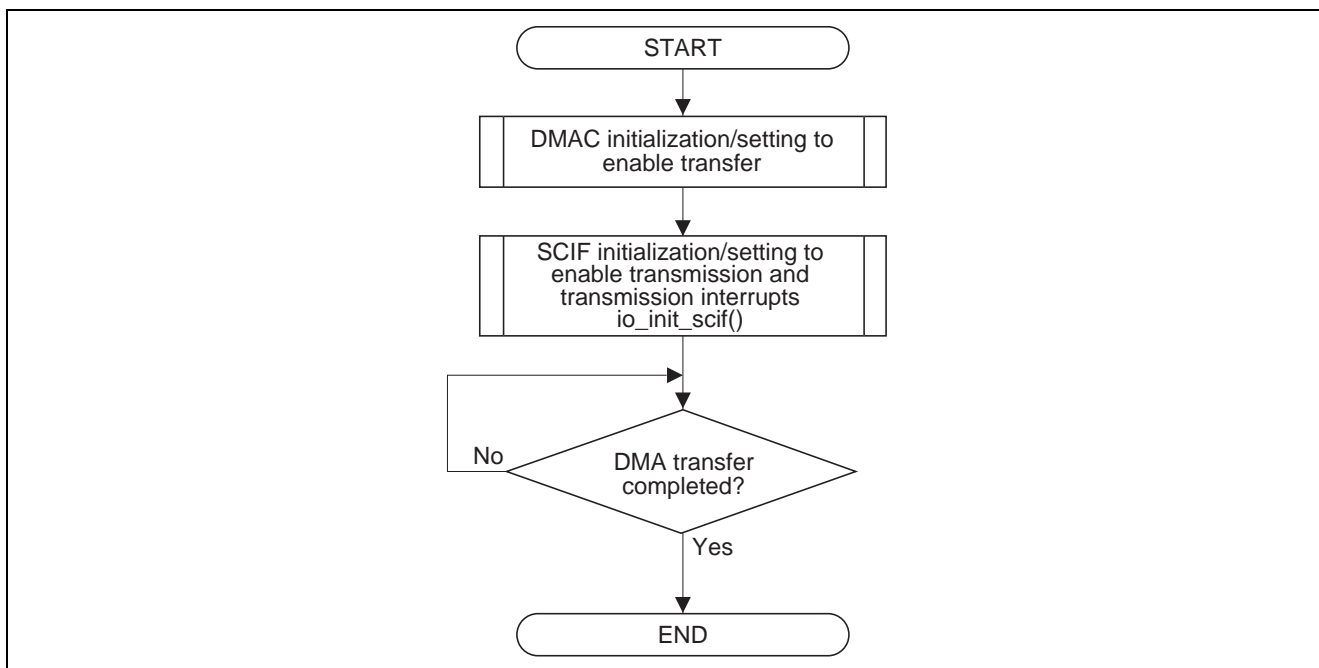 START
DMAC initialization/setting to
enable transfer
SCIF initialization/setting to
enable transmission and
transmission interrupts
io_init_scif()
No
DMA transfer
completed?
Yes
END